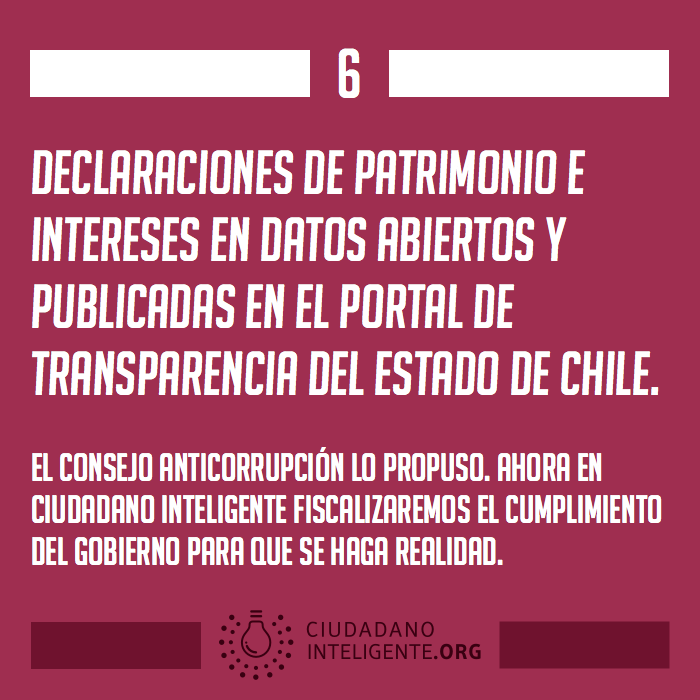 6
DECLARACIONES DE PATRIMONIO E
INTERESES EN DATOS ABIERTOS Y
PUBLICADAS EN EL PORTAL DE
TRANSPARENCIA DEL ESTADO DE CHILE.
EL CONSEJO ANTICORRUPCIÓN LO PROPUSO. AHORA EN
CIUDADANO INTELIGENTE FISCALIZAREMOS EL CUMPLIMIENTO
DEL GOBIERNO PARA QUE SE HAGA REALIDAD.
CIUDADANO
INTELIGENTE.ORG